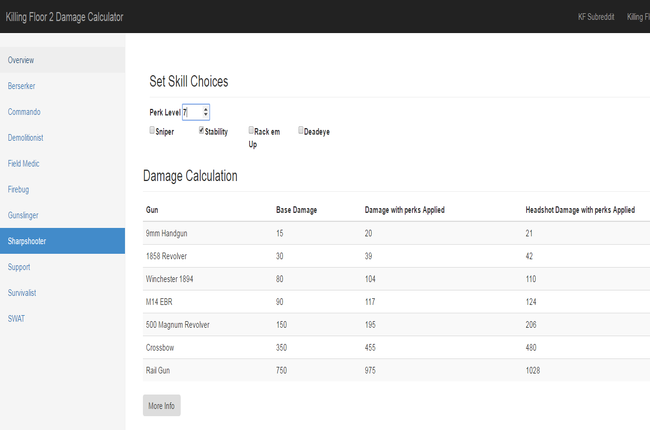 Killing Floor 2 Damage Calculator KF Subreddit Killing Fl
Overview
Berserker
Commando
Demolitionist
Field Medic
Firebug
Gunslinger
Sharpshooter
Support
Survivalist
SWAT
Set Skill Choices
Perk Level 7
Sniper Stability Rack em Up Deadeye
Damage Calculation
Gun Base Damage Damage with perks Applied Headshot Damage with perks Applied
9mm Handgun 15 20 21
1858 Revolver 30 39 42
Winchester 1894 80 104 110
M14 EBR 90 117 124
500 Magnum Revolver 150 195 206
Crossbow 350 455 480
Rail Gun 750 975 1028
More Info